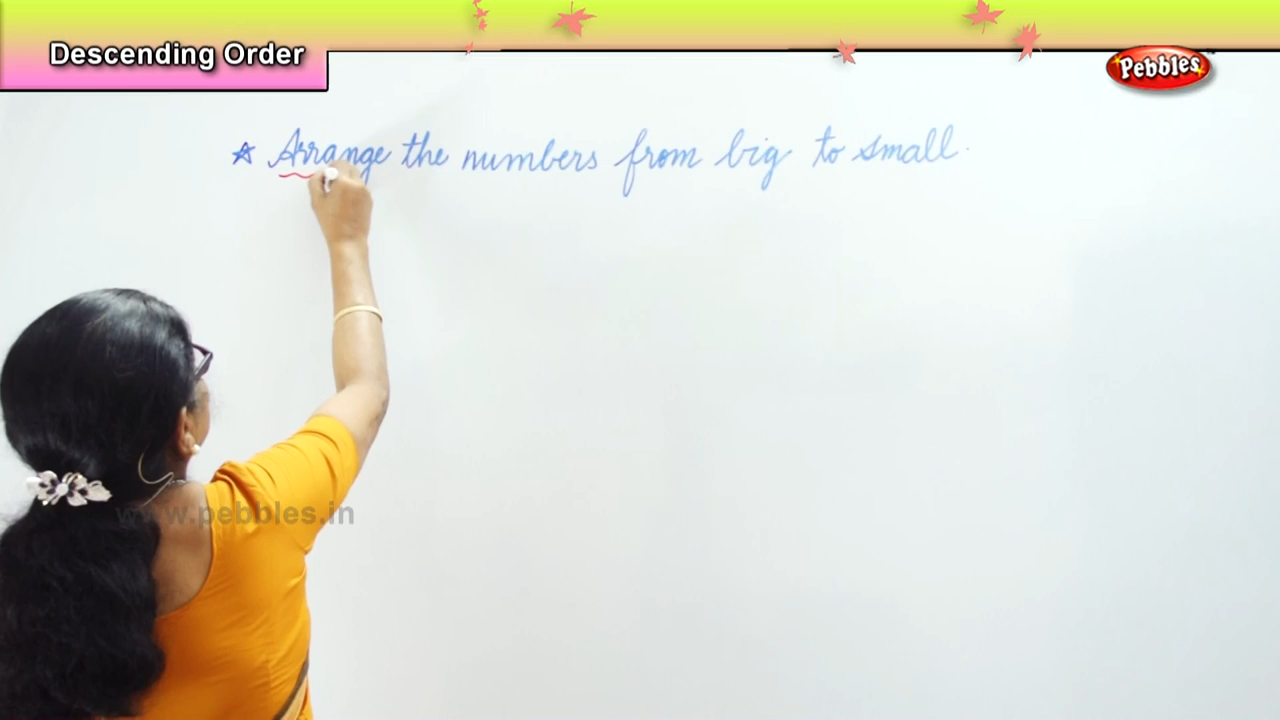 Descending Order
Pebbles
☆ Arrange the numbers from big to small.
www.pebbles.in